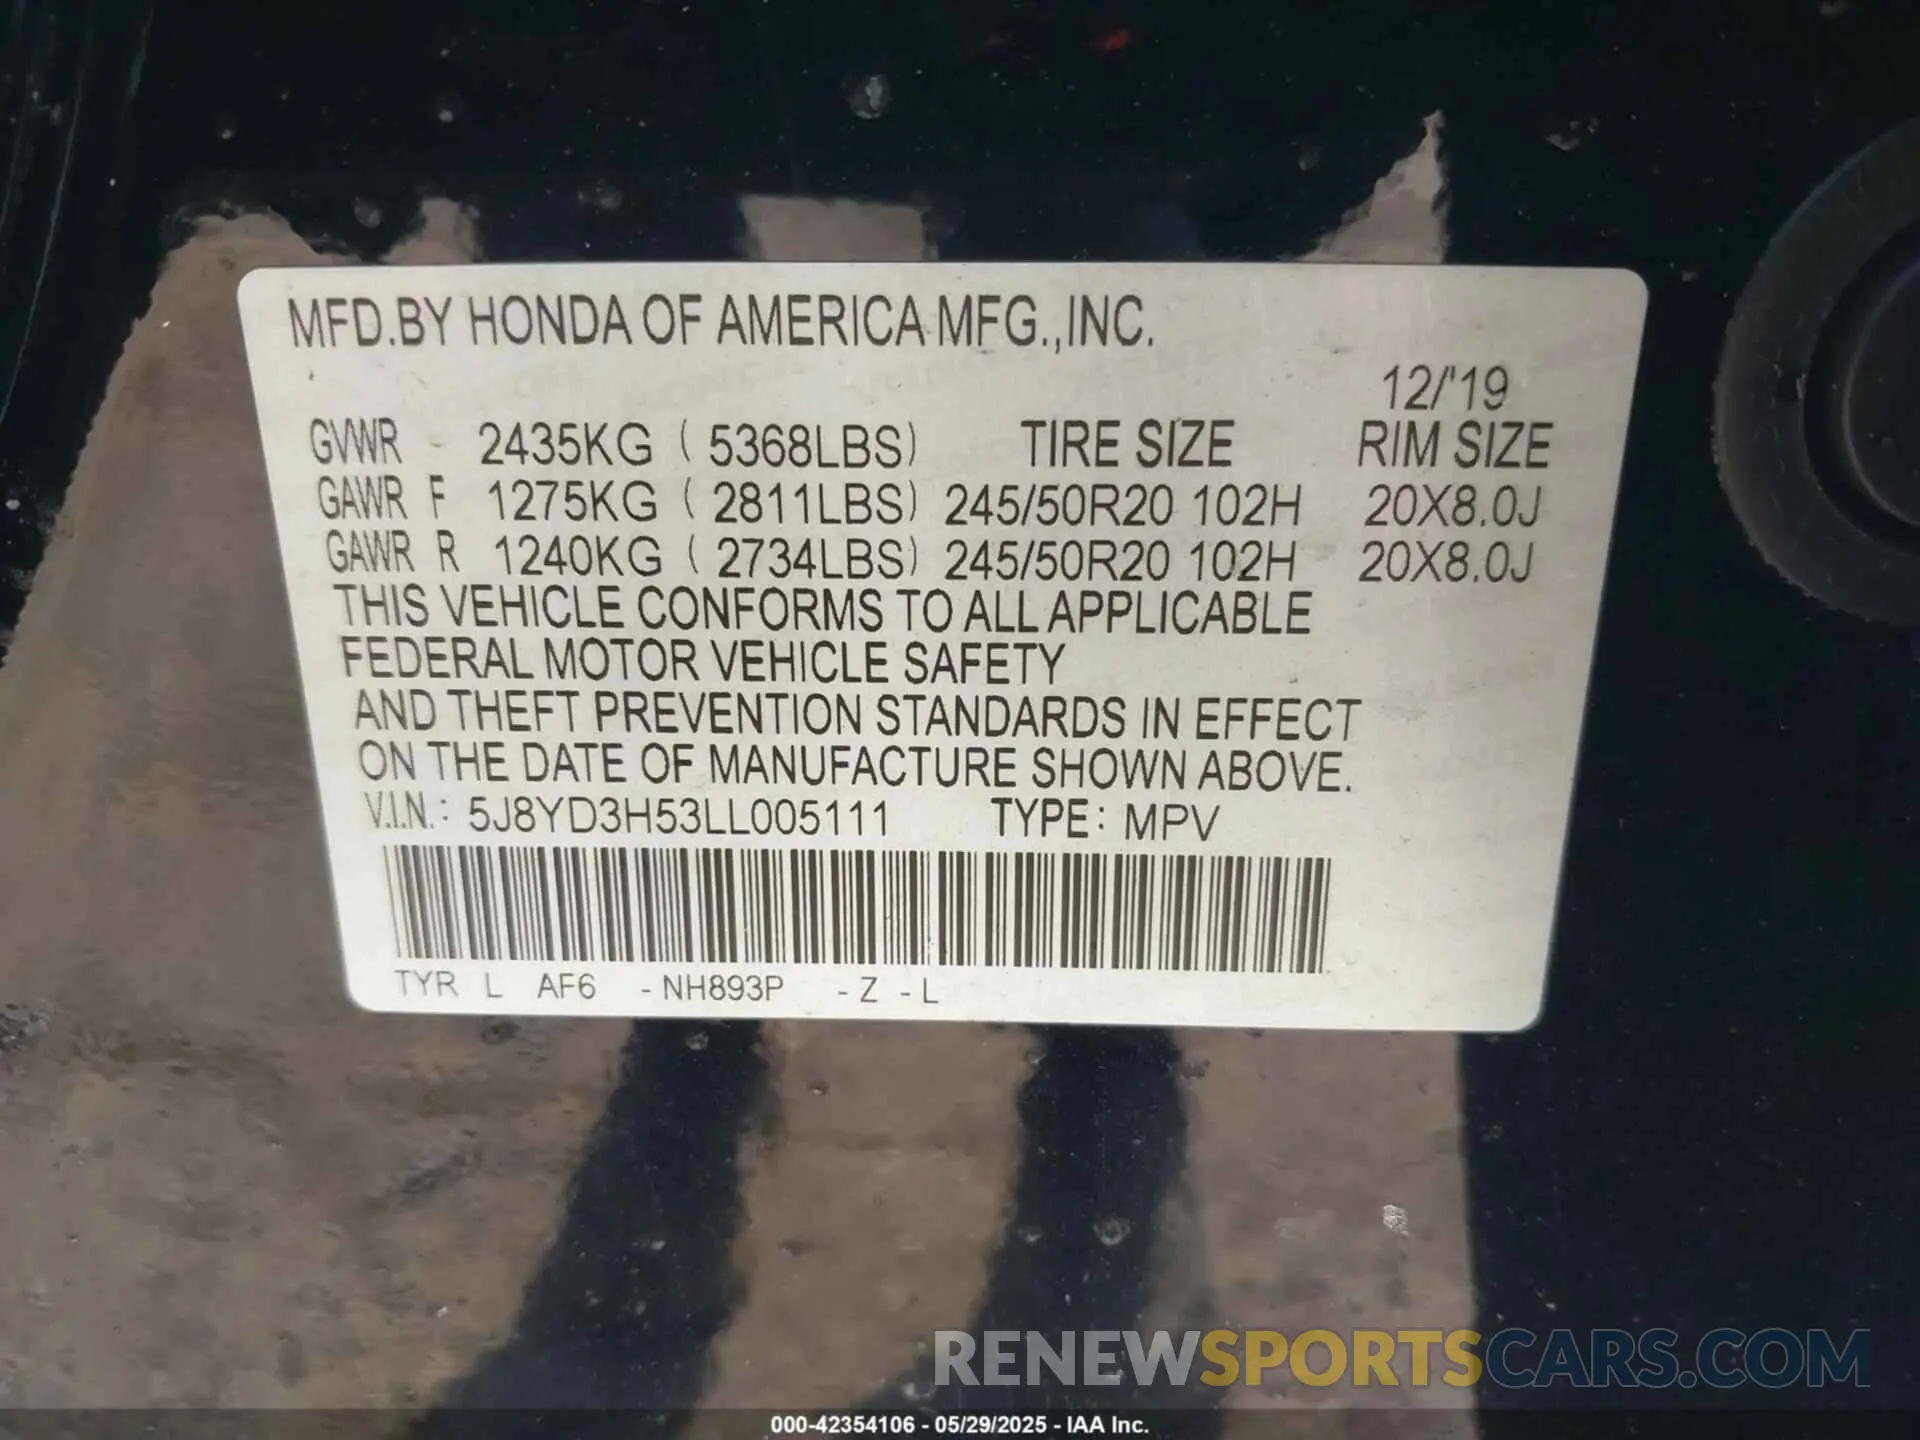 MFD.BY HONDA OF AMERICA MFG.,INC.
12/'19
GVWR - 2435KG ( 5368LBS) TIRE SIZE RIM SIZE
GAWR F 1275KG ( 2811LBS) 245/50R20 102H 20X8.0J
GAWR R 1240KG ( 2734LBS) 245/50R20 102H 20X8.0J
THIS VEHICLE CONFORMS TO ALL APPLICABLE
FEDERAL MOTOR VEHICLE SAFETY
AND THEFT PREVENTION STANDARDS IN EFFECT
ON THE DATE OF MANUFACTURE SHOWN ABOVE.
V.I.N.: 5J8YD3H53LL005111 TYPE: MPV
TYR L AF6 -NH893P -Z -L
RENEWSPORTSCARS.COM
000-42354106 - 05/29/2025 - IAA Inc.